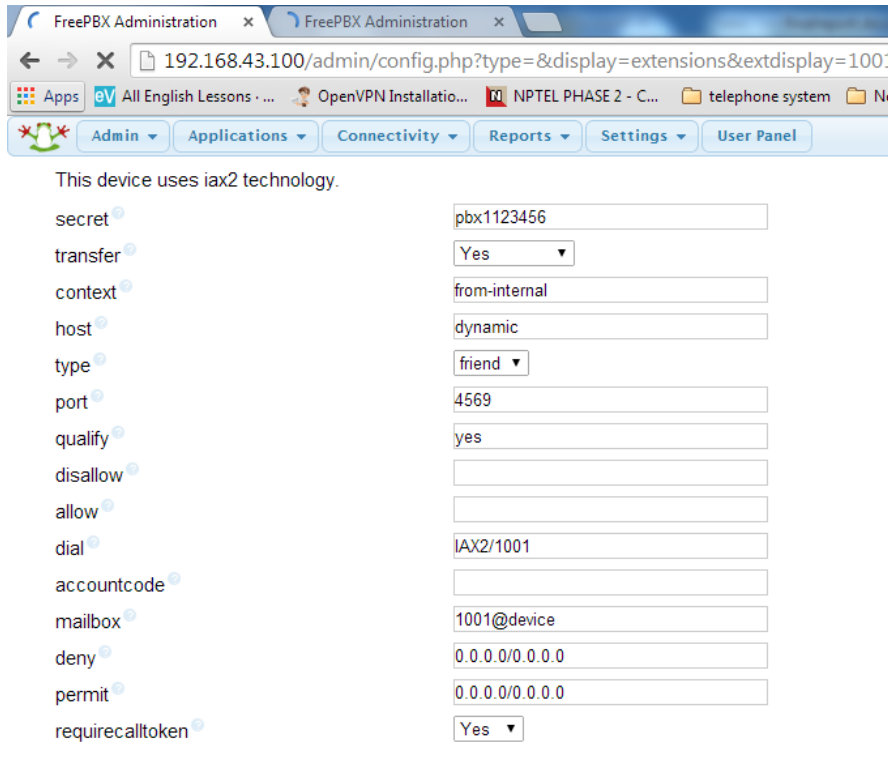 FreePBX Administration × FreePBX Administration ×
192.168.43.100/admin/config.php?type=&display=extensions&extdisplay=1001
Apps eV All English Lessons · ... OpenVPN Installatio... NPTEL PHASE 2 - C... telephone system
Admin Applications Connectivity Reports Settings User Panel
This device uses iax2 technology.
secret pbx1123456
transfer Yes
context from-internal
host dynamic
type friend
port 4569
qualify yes
disallow
allow
dial IAX2/1001
accountcode
mailbox 1001@device
deny 0.0.0.0/0.0.0.0
permit 0.0.0.0/0.0.0.0
requirecalltoken Yes